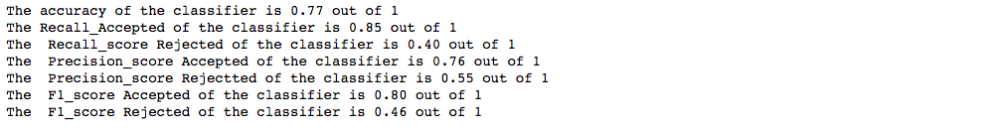 The accuracy of the classifier is 0.77 out of 1
The Recall_Accepted of the classifier is 0.85 out of 1
The  Recall_score Rejected of the classifier is 0.40 out of 1
The  Precision_score Accepted of the classifier is 0.76 out of 1
The  Precision_score Rejectted of the classifier is 0.55 out of 1
The  F1_score Accepted of the classifier is 0.80 out of 1
The  F1_score Rejected of the classifier is 0.46 out of 1